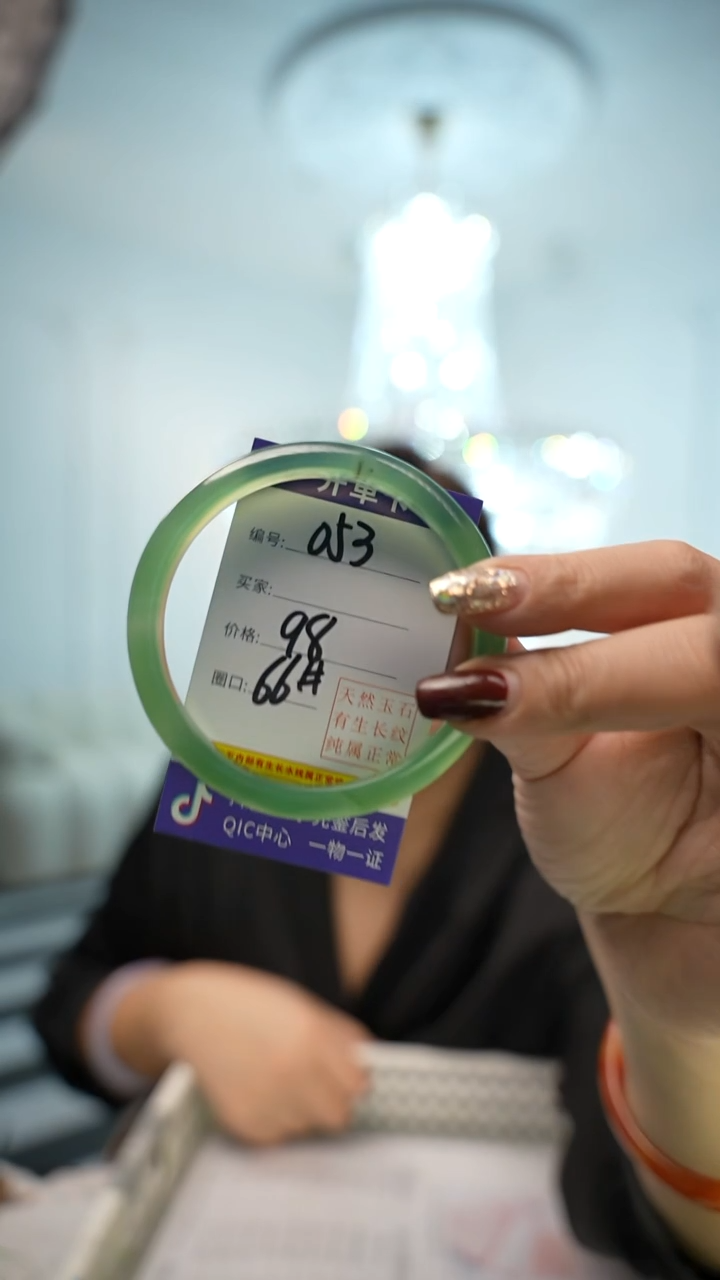 开单卡
编号: 053
买家:
价格: 98
圈口: 66#
天然玉石
有生长纹
纯属正常
QIC中心 一物一证